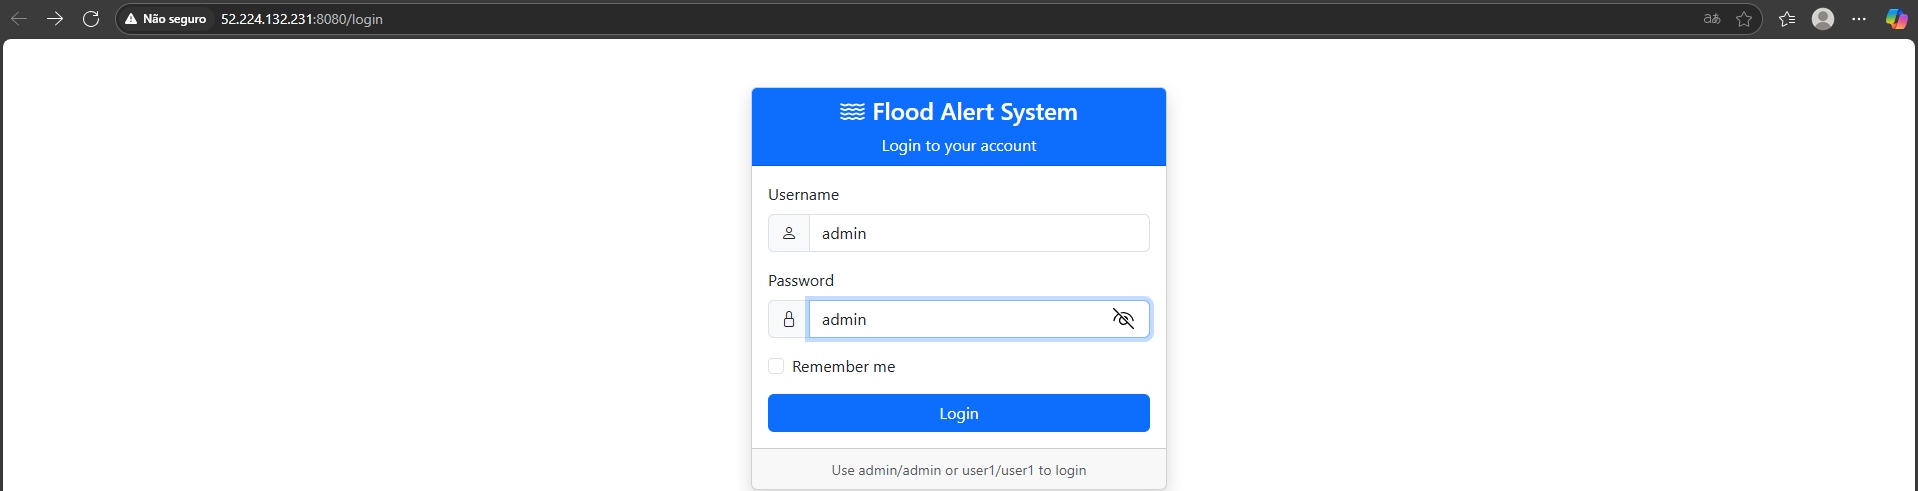 Não seguro 52.224.132.231:8080/login
Flood Alert System
Login to your account
Username
admin
Password
admin
Remember me
Login
Use admin/admin or user1/user1 to login